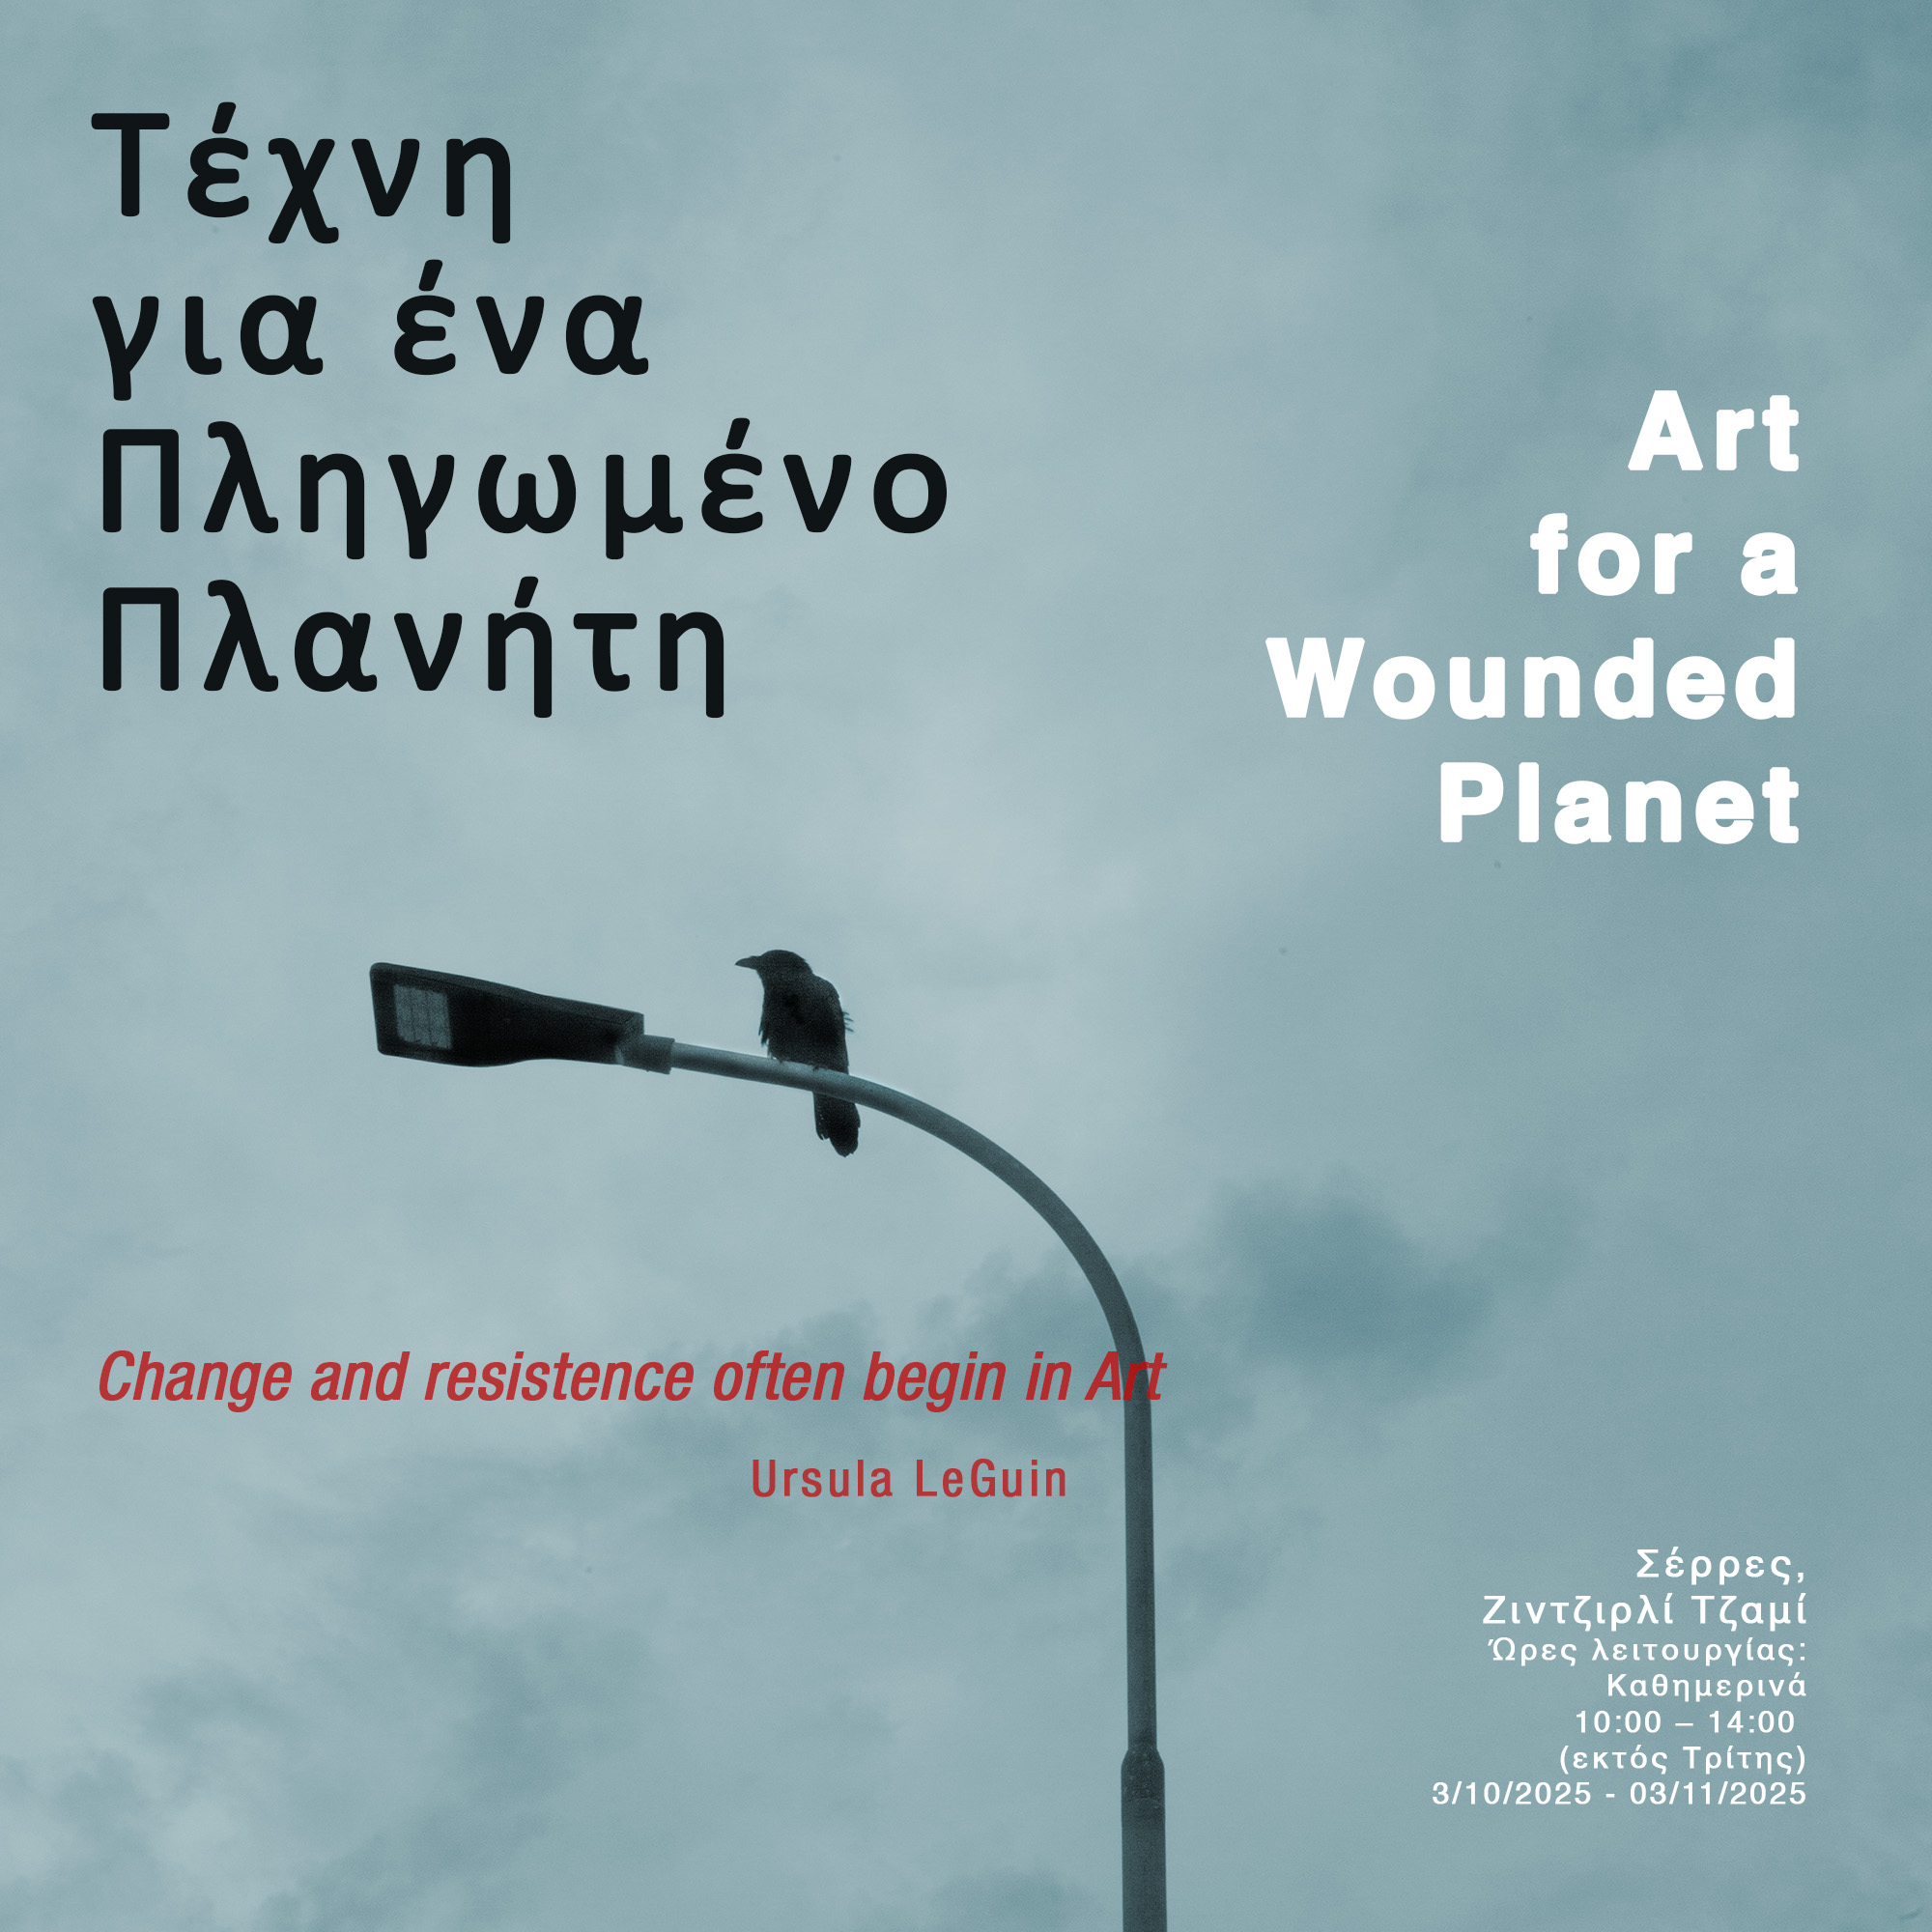 Τέχνη
για ένα
Πληγωμένο
Πλανήτη
Art
for a
Wounded
Planet
Change and resistence often begin in Art
Ursula LeGuin
Σέρρες,
Ζιντζιρλί Τζαμί
Ώρες λειτουργίας:
Καθημερινά
10:00 – 14:00
(εκτός Τρίτης)
3/10/2025 - 03/11/2025